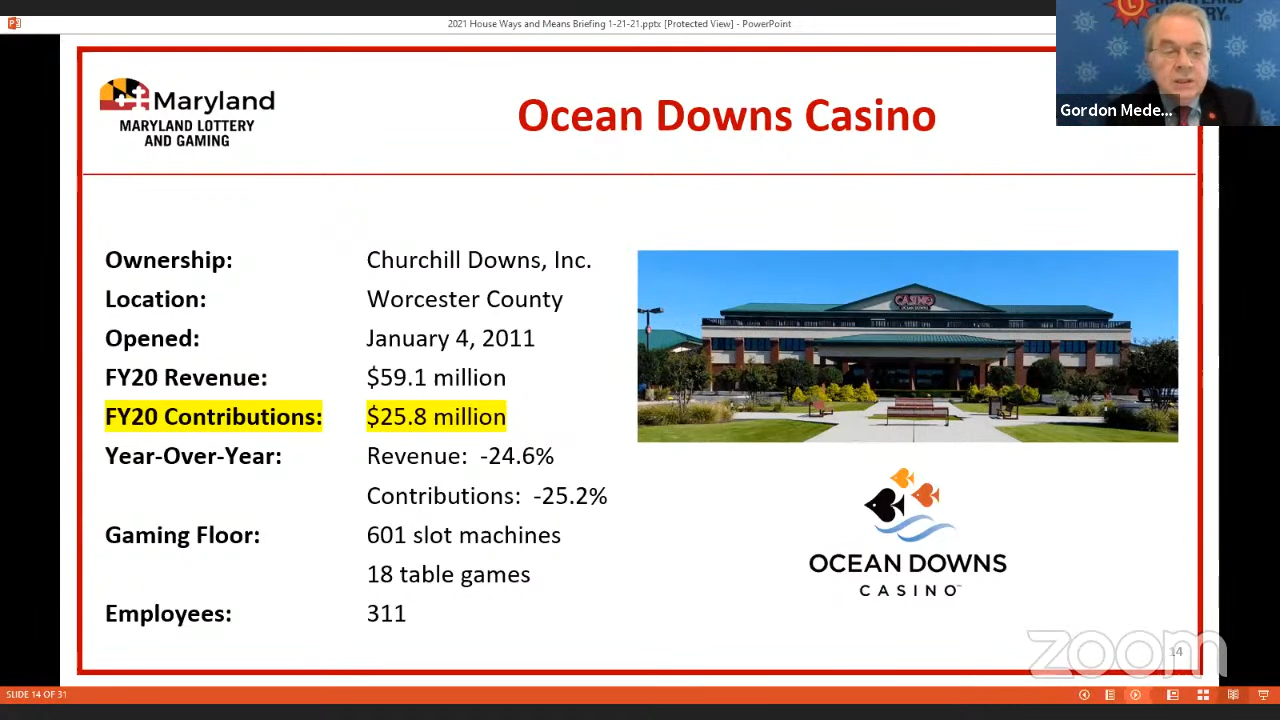 2021 House Ways and Means Briefing 1-21-21.pptx [Protected View] - PowerPoint
Maryland
MARYLAND LOTTERY
AND GAMING
Ocean Downs Casino
LOTTERY
Gordon Mede...
Ownership: Churchill Downs, Inc.
Location: Worcester County
Opened: January 4, 2011
FY20 Revenue: $59.1 million
FY20 Contributions: $25.8 million
Year-Over-Year: Revenue: -24.6%
Contributions: -25.2%
Gaming Floor: 601 slot machines
18 table games
Employees: 311
CASINO
OCEAN DOWNS
CASINO™
zoom
14
SLIDE 14 OF 31